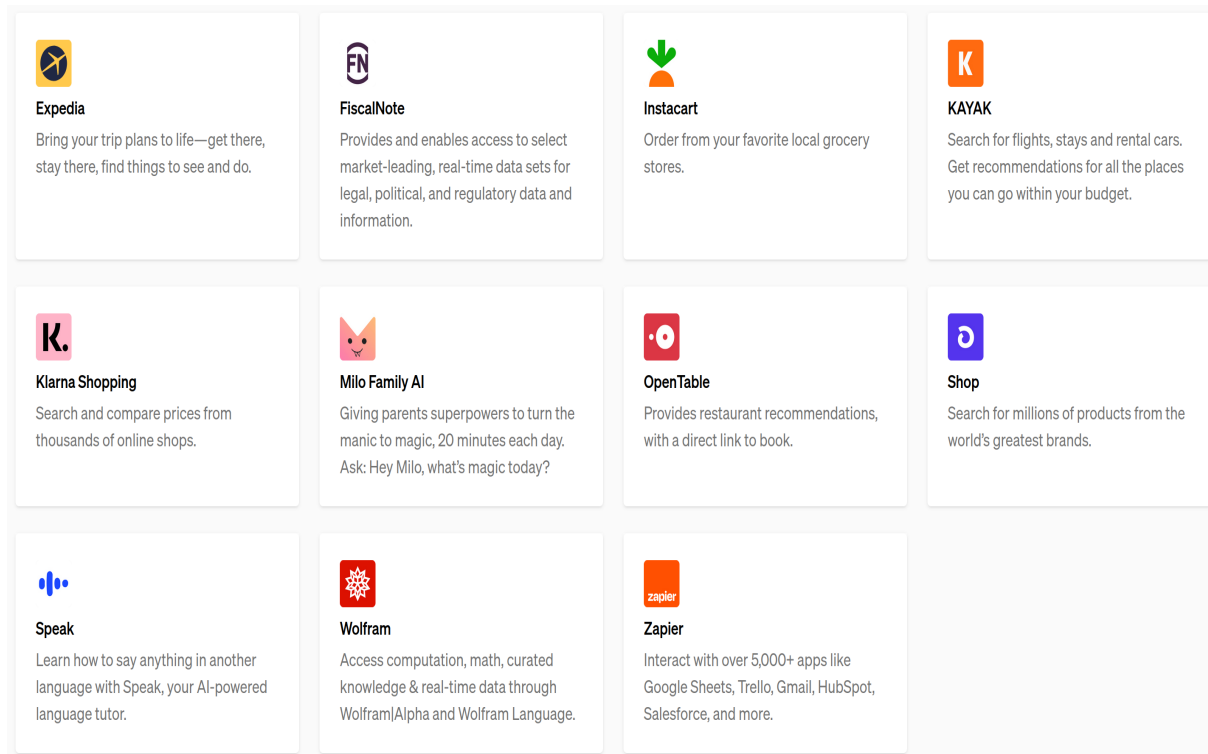 FN
K
Expedia
FiscalNote
Instacart
KAYAK
Bring your trip plans to life—get there,
stay there, find things to see and do.
Provides and enables access to select
market-leading, real-time data sets for
legal, political, and regulatory data and
information.
Order from your favorite local grocery
stores.
Search for flights, stays and rental cars.
Get recommendations for all the places
you can go within your budget.
K.
Klarna Shopping
Search and compare prices from
thousands of online shops.
Milo Family AI
Giving parents superpowers to turn the
manic to magic, 20 minutes each day.
Ask: Hey Milo, what's magic today?
OpenTable
Provides restaurant recommendations,
with a direct link to book.
Shop
Search for millions of products from the
world's greatest brands.
Speak
Learn how to say anything in another
language with Speak, your AI-powered
language tutor.
Wolfram
Access computation, math, curated
knowledge & real-time data through
Wolfram|Alpha and Wolfram Language.
zapier
Zapier
Interact with over 5,000+ apps like
Google Sheets, Trello, Gmail, HubSpot,
Salesforce, and more.